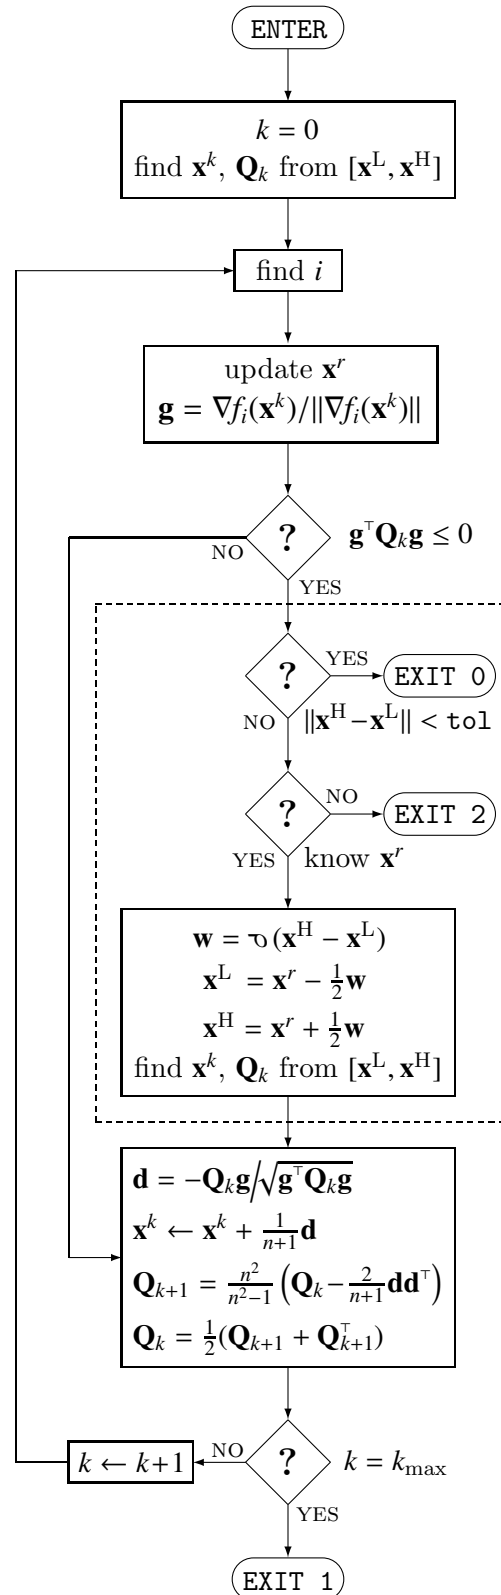 ENTER
k = 0
find x^k, Q_k from [x^L, x^H]
find i
update x^r
g = ∇f_i(x^k)/||∇f_i(x^k)||
? g^⊤Q_k g ≤ 0
NO
YES
? YES EXIT 0
NO ||x^H − x^L|| < tol
? NO EXIT 2
YES know x^r
w = ϖ(x^H − x^L)
x^L = x^r − ½w
x^H = x^r + ½w
find x^k, Q_k from [x^L, x^H]
d = −Q_k g/√(g^⊤Q_k g)
x^k ← x^k + 1/(n+1) d
Q_{k+1} = n²/(n²−1) (Q_k − 2/(n+1) dd^⊤)
Q_k = ½(Q_{k+1} + Q_{k+1}^⊤)
k ← k+1 NO ? k = k_max
YES
EXIT 1